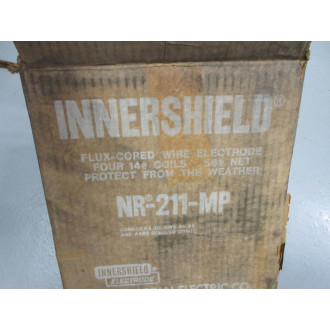 INNERSHIELD®
FLUX-CORED WIRE ELECTRODE
FOUR 14# COILS 56# NET
PROTECT FROM THE WEATHER
NR®-211-MP
INNERSHIELD
ELECTRODE
ELECTRIC CO.